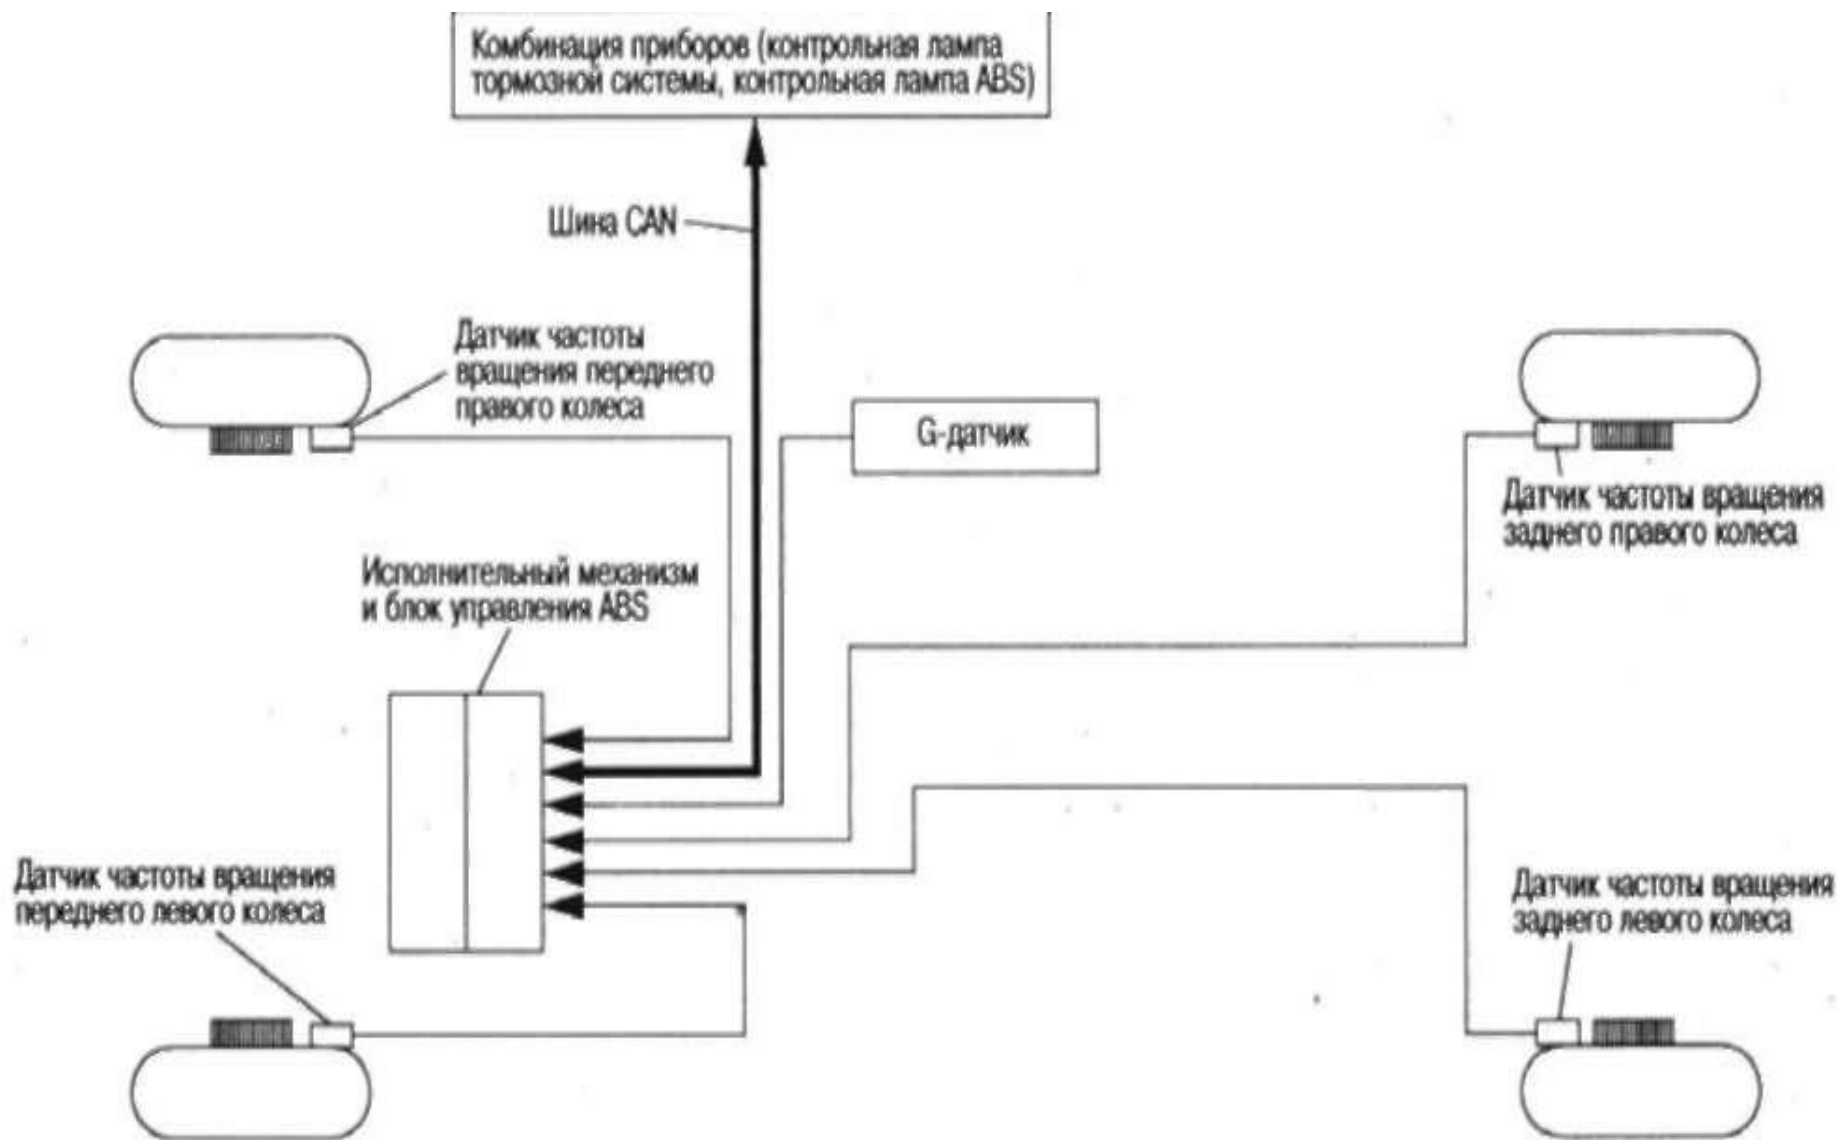 Комбинация приборов (контрольная лампа
тормозной системы, контрольная лампа ABS)
Шина CAN
Датчик частоты
вращения переднего
правого колеса
G-датчик
Датчик частоты вращения
заднего правого колеса
Исполнительный механизм
и блок управления ABS
Датчик частоты вращения
переднего левого колеса
Датчик частоты вращения
заднего левого колеса